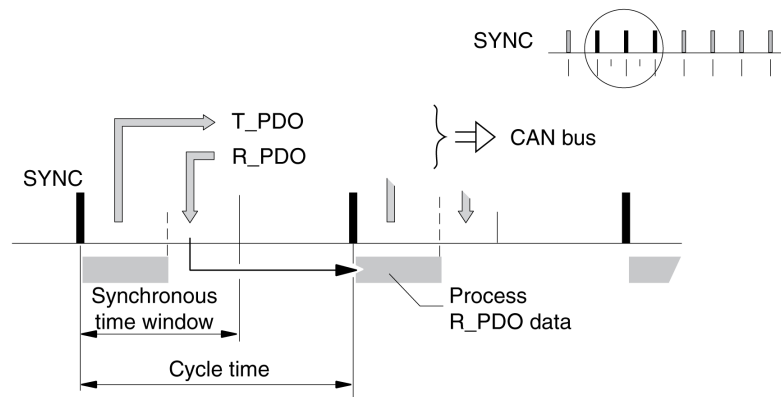 SYNC
T_PDO
R_PDO
CAN bus
SYNC
Synchronous
time window
Process
R_PDO data
Cycle time